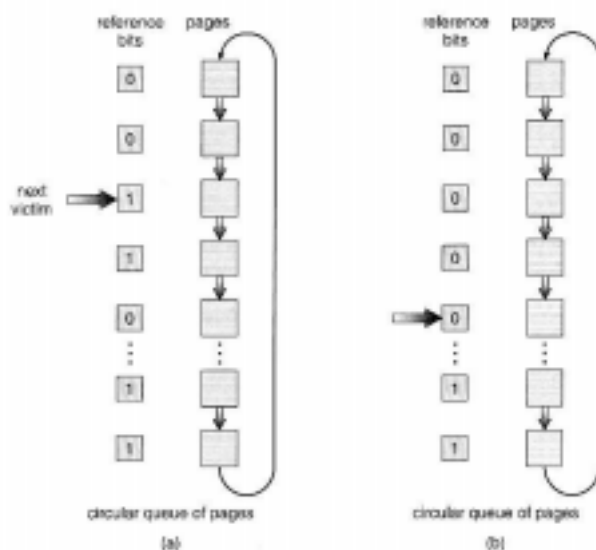 reference pages
bits
0
0
next
victim
1
1
0
1
1
circular queue of pages
(a)
reference pages
bits
0
0
0
0
0
1
1
circular queue of pages
(b)